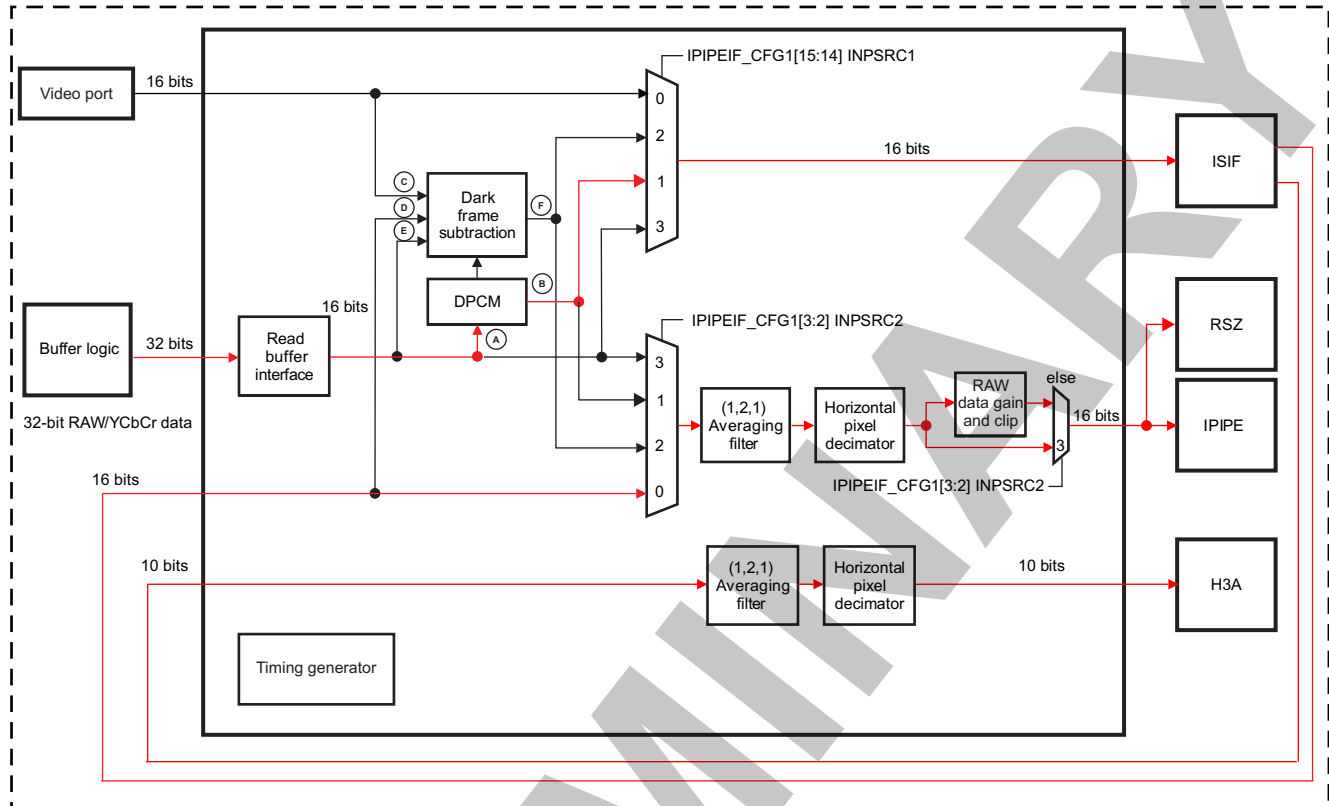 IPIPEIF_CFG1[15:14] INPSRC1
Video port
16 bits
0
2
1
3
16 bits
ISIF
C
D
E
Dark
frame
subtraction
F
DPCM
B
A
Buffer logic
32 bits
32-bit RAW/YCbCr data
Read
buffer
interface
16 bits
IPIPEIF_CFG1[3:2] INPSRC2
3
1
2
0
(1,2,1)
Averaging
filter
Horizontal
pixel
decimator
RAW
data gain
and clip
else
3
16 bits
IPIPEIF_CFG1[3:2] INPSRC2
RSZ
IPIPE
16 bits
10 bits
(1,2,1)
Averaging
filter
Horizontal
pixel
decimator
10 bits
H3A
Timing generator
MINARY